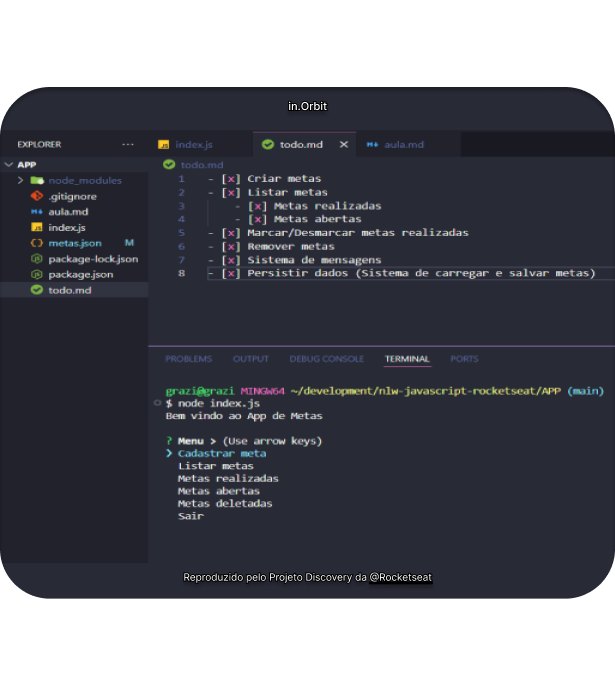 in.Orbit
EXPLORER ...
index.js
todo.md
aula.md
APP
todo.md
node_modules
.gitignore
aula.md
index.js
metas.json M
package-lock.json
package.json
todo.md
1 - [x] Criar metas
2 - [x] Listar metas
3 - [x] Metas realizadas
4 - [x] Metas abertas
5 - [x] Marcar/Desmarcar metas realizadas
6 - [x] Remover metas
7 - [x] Sistema de mensagens
8 - [x] Persistir dados (Sistema de carregar e salvar metas)
PROBLEMS OUTPUT DEBUG CONSOLE TERMINAL PORTS
grazi@grazi MINGW64 ~/development/nlw-javascript-rocketseat/APP (main)
$ node index.js
Bem vindo ao App de Metas
? Menu > (Use arrow keys)
❯ Cadastrar meta
Listar metas
Metas realizadas
Metas abertas
Metas deletadas
Sair
Reproduzido pelo Projeto Discovery da @Rocketseat